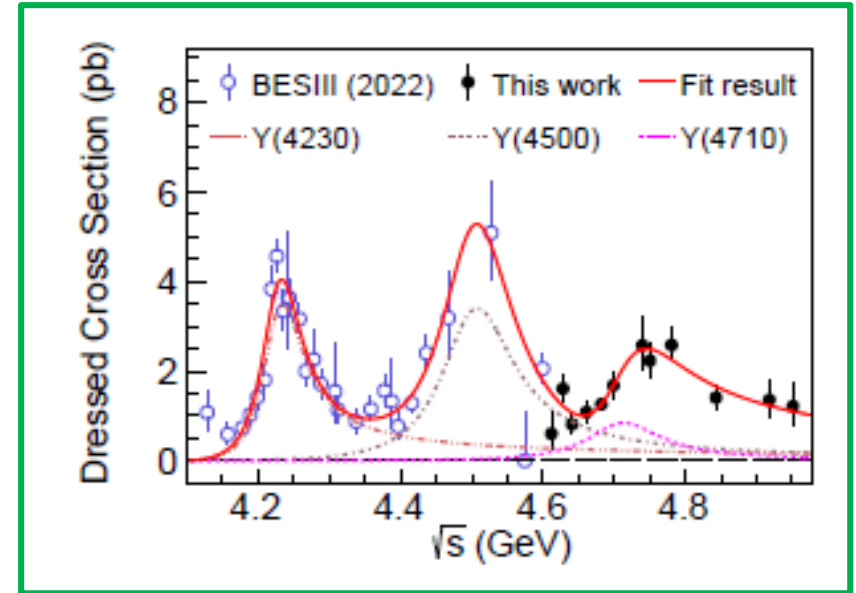 Dressed Cross Section (pb)
8
6
4
2
0
BESIII (2022) This work Fit result
Y(4230) Y(4500) Y(4710)
4.2 4.4 4.6 4.8
√s (GeV)